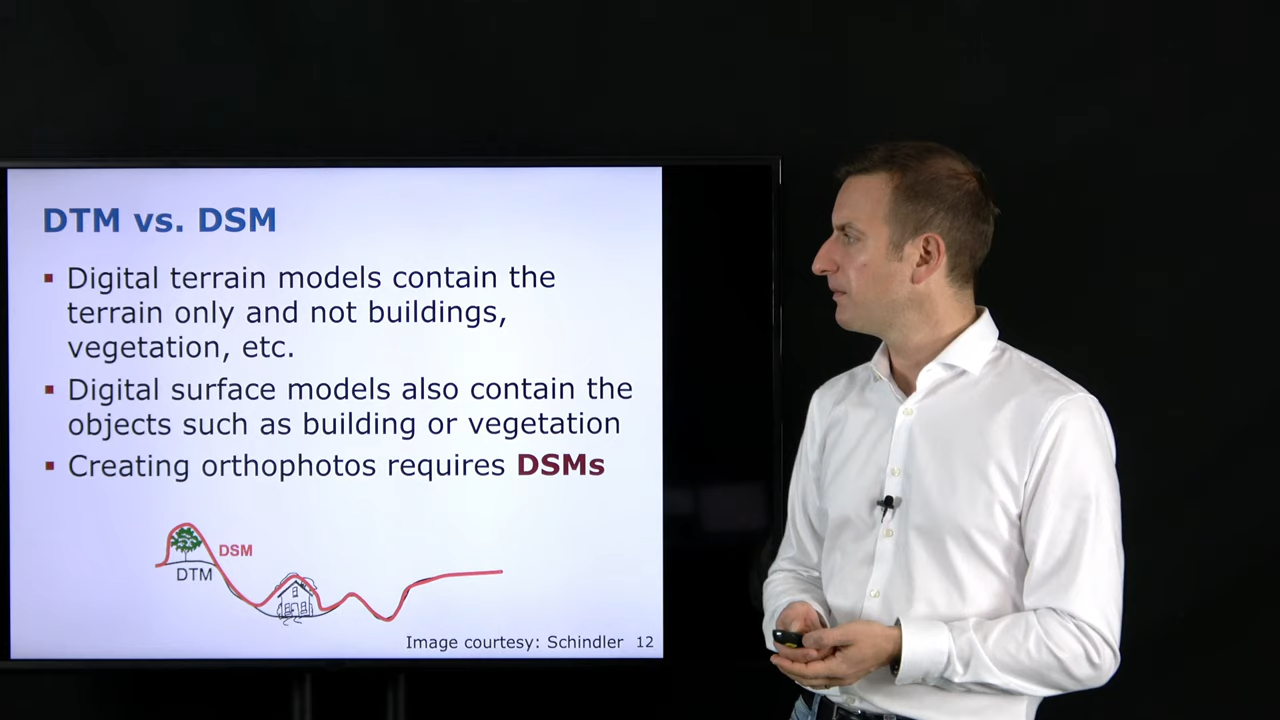 DTM vs. DSM
Digital terrain models contain the
terrain only and not buildings,
vegetation, etc.
Digital surface models also contain the
objects such as building or vegetation
Creating orthophotos requires DSMs
DSM
DTM
Image courtesy: Schindler 12